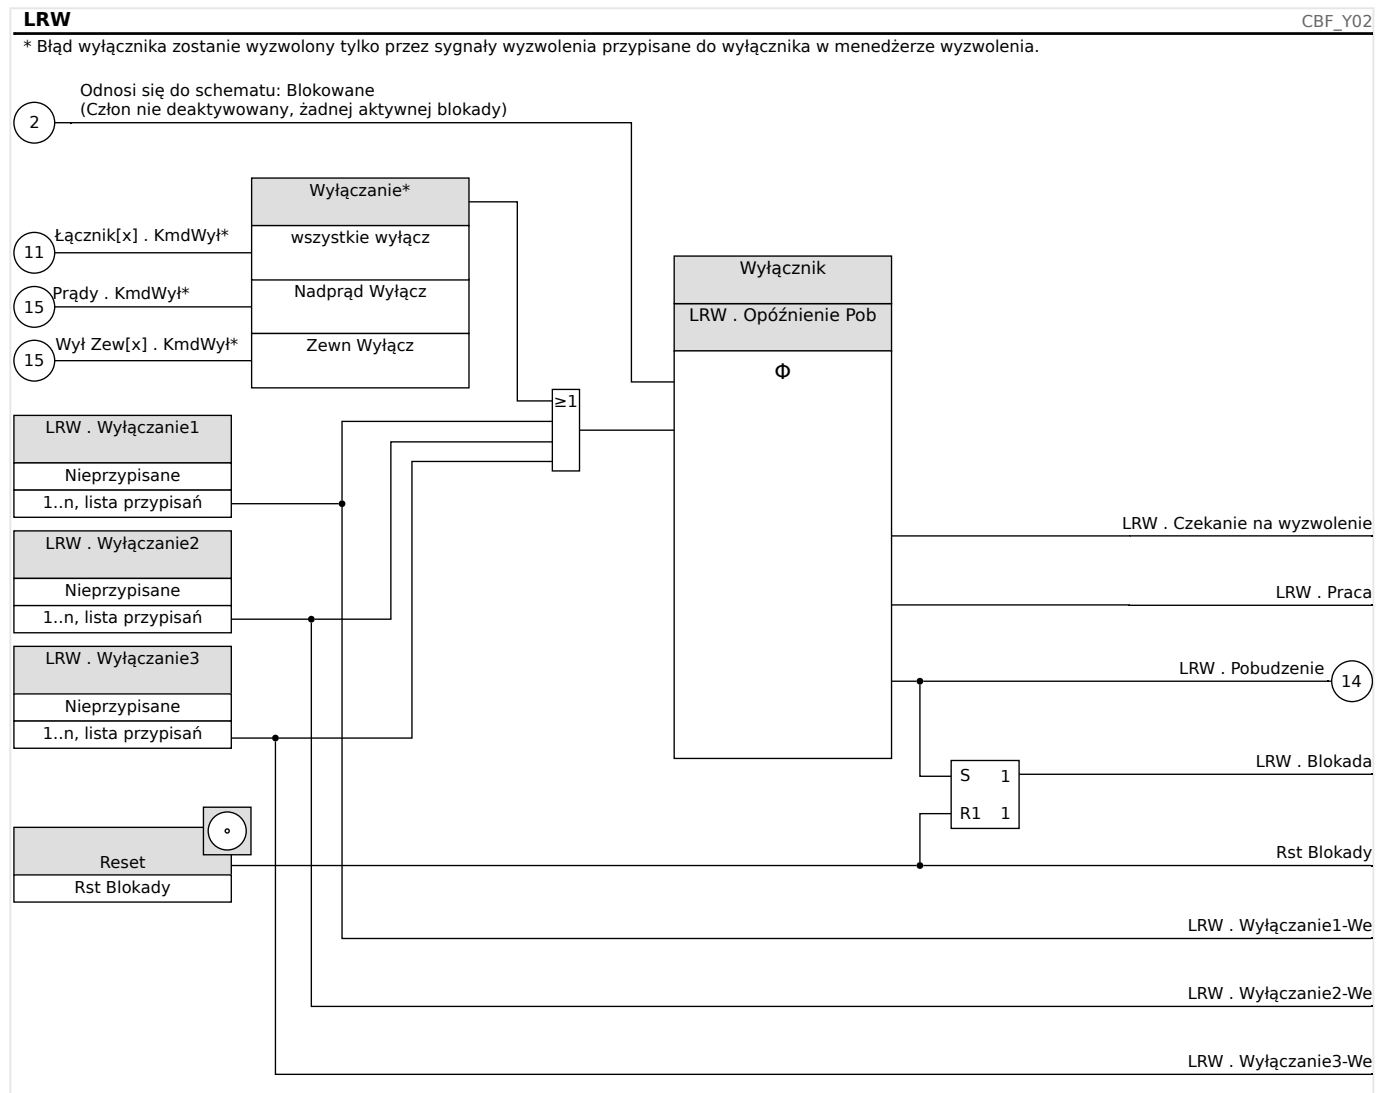 LRW
CBF_Y02
* Błąd wyłącznika zostanie wyzwolony tylko przez sygnały wyzwolenia przypisane do wyłącznika w menedżerze wyzwolenia.
Odnosi się do schematu: Blokowane
(Człon nie deaktywowany, żadnej aktywnej blokady)
2
Wyłączanie*
Łącznik[x] . KmdWył*
11
wszystkie wyłącz
Prądy . KmdWył*
15
Nadprąd Wyłącz
Wył Zew[x] . KmdWył*
15
Zewn Wyłącz
Wyłącznik
LRW . Opóźnienie Pob
Φ
≥1
LRW . Wyłączanie1
Nieprzypisane
1..n, lista przypisań
LRW . Wyłączanie2
Nieprzypisane
1..n, lista przypisań
LRW . Wyłączanie3
Nieprzypisane
1..n, lista przypisań
LRW . Czekanie na wyzwolenie
LRW . Praca
LRW . Pobudzenie
14
LRW . Blokada
S 1
R1 1
Reset
Rst Blokady
Rst Blokady
LRW . Wyłączanie1-We
LRW . Wyłączanie2-We
LRW . Wyłączanie3-We